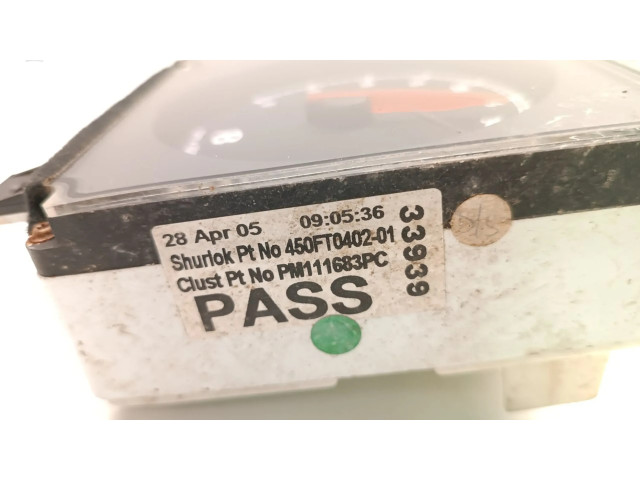 28 Apr 05 09:05:36
Shurlok Pt No 450FT0402-01
Clust Pt No PM111683PC
PASS
33939